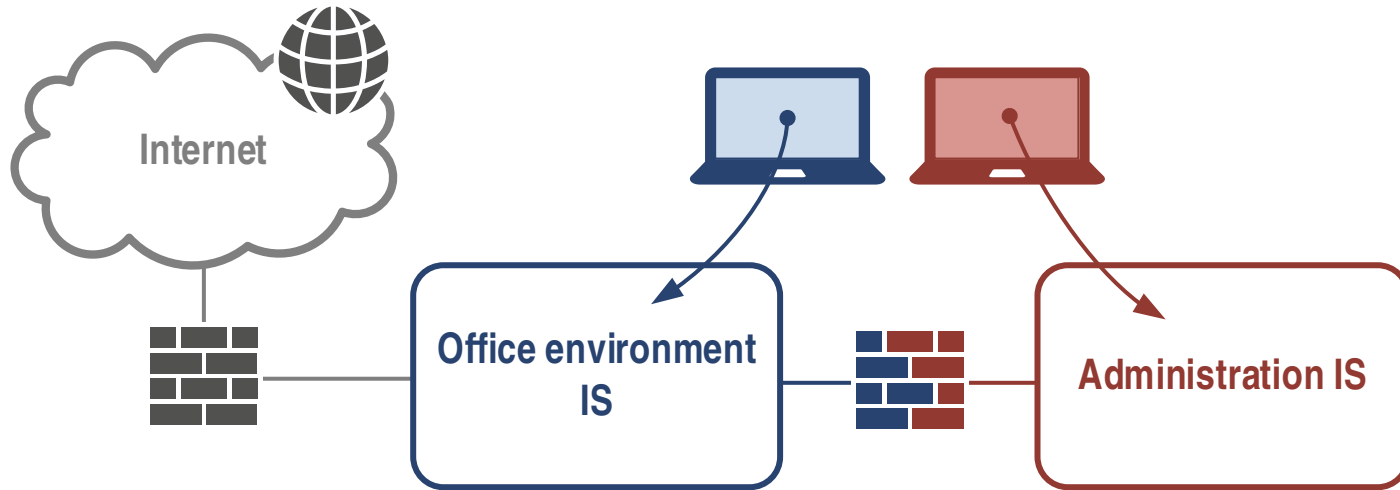 Internet
Office environment
IS
Administration IS